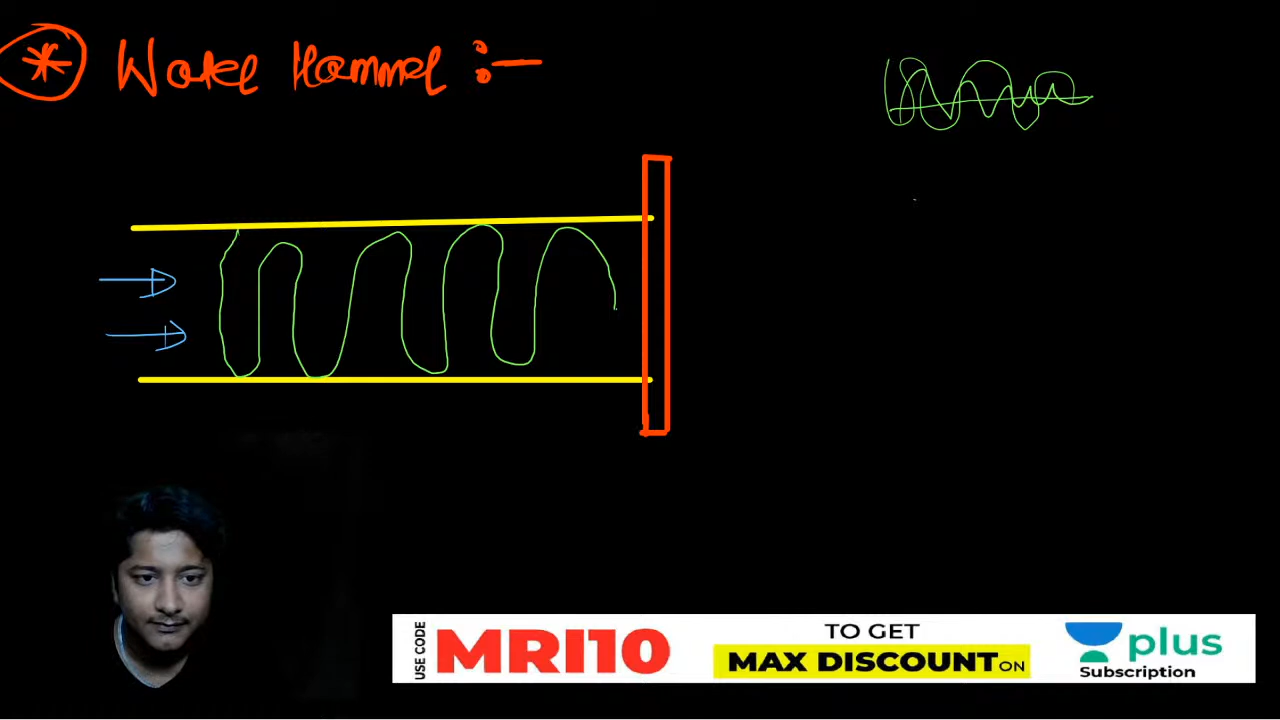 * Water Hammer :-
USE CODE
MRI10
TO GET
MAX DISCOUNT ON
plus
Subscription